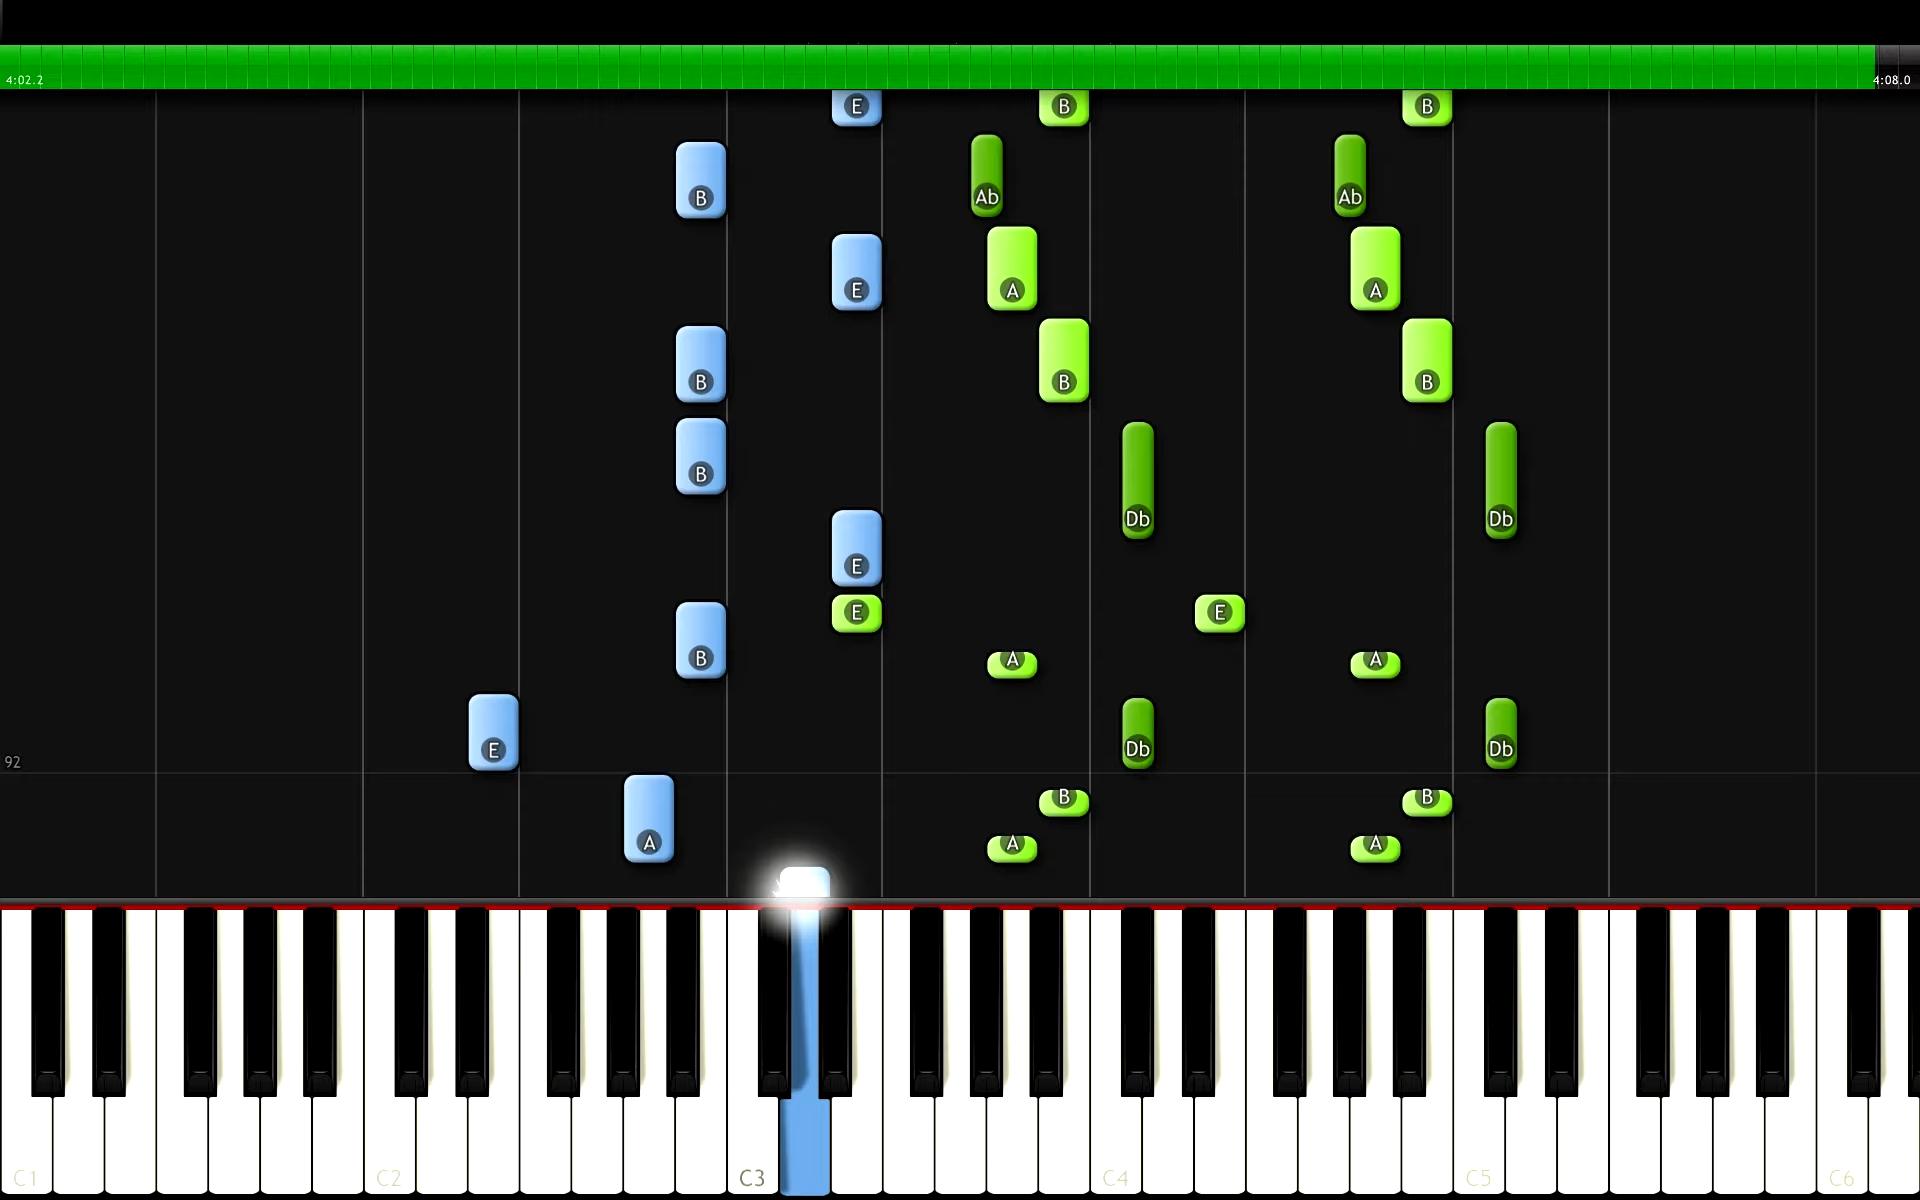 4:02.2 4:08.0
E B B
B Ab Ab
E A A
B B B
B Db Db
E
E E
B A A
E Db Db
92
B B
A A A
C1 C2 C3 C4 C5 C6